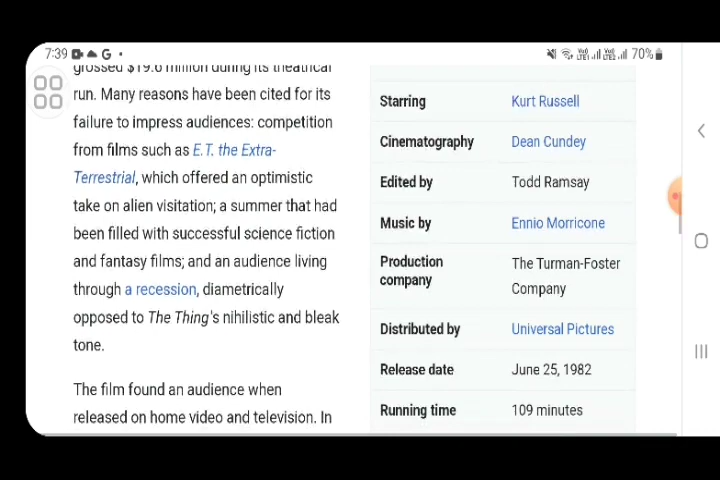 7:39 G 70%
grossed $19.6 million during its theatrical
run. Many reasons have been cited for its
failure to impress audiences: competition
from films such as E.T. the Extra-
Terrestrial, which offered an optimistic
take on alien visitation; a summer that had
been filled with successful science fiction
and fantasy films; and an audience living
through a recession, diametrically
opposed to The Thing's nihilistic and bleak
tone.
The film found an audience when
released on home video and television. In
Starring Kurt Russell
Cinematography Dean Cundey
Edited by Todd Ramsay
Music by Ennio Morricone
Production The Turman-Foster
company Company
Distributed by Universal Pictures
Release date June 25, 1982
Running time 109 minutes